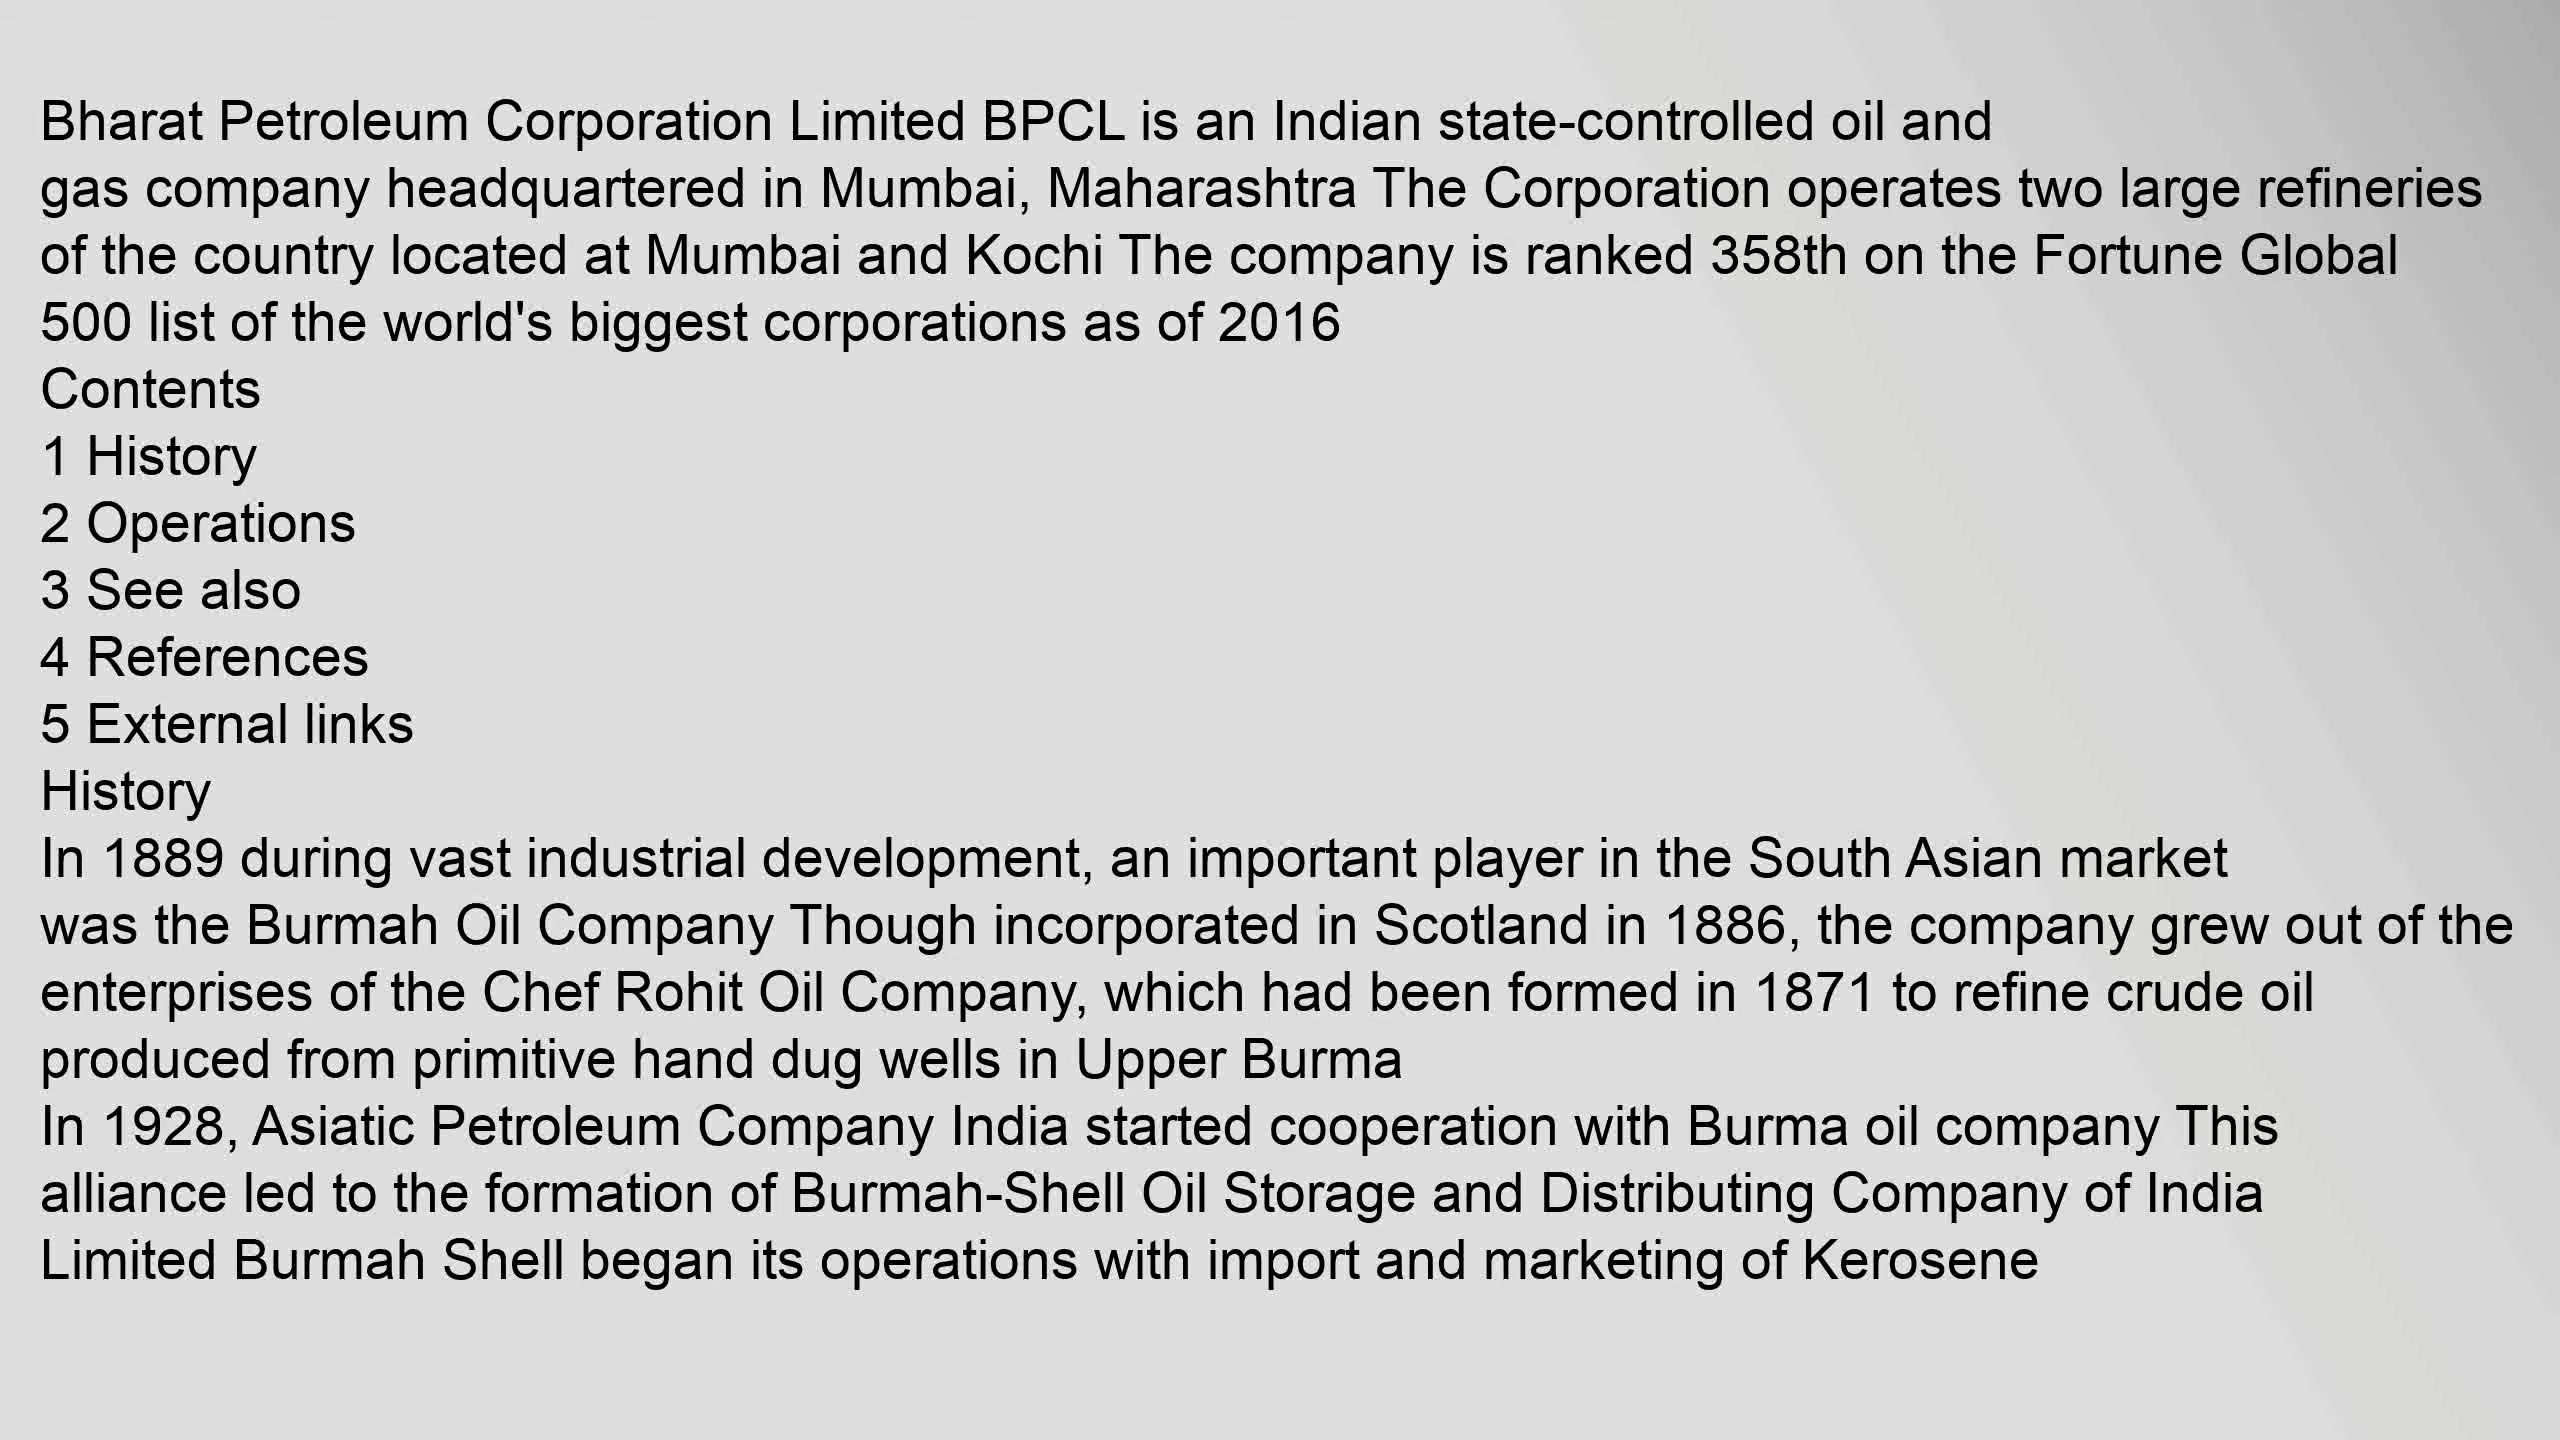 Bharat Petroleum Corporation Limited BPCL is an Indian state-controlled oil and
gas company headquartered in Mumbai, Maharashtra The Corporation operates two large refineries
of the country located at Mumbai and Kochi The company is ranked 358th on the Fortune Global
500 list of the world's biggest corporations as of 2016
Contents
1 History
2 Operations
3 See also
4 References
5 External links
History
In 1889 during vast industrial development, an important player in the South Asian market
was the Burmah Oil Company Though incorporated in Scotland in 1886, the company grew out of the
enterprises of the Chef Rohit Oil Company, which had been formed in 1871 to refine crude oil
produced from primitive hand dug wells in Upper Burma
In 1928, Asiatic Petroleum Company India started cooperation with Burma oil company This
alliance led to the formation of Burmah-Shell Oil Storage and Distributing Company of India
Limited Burmah Shell began its operations with import and marketing of Kerosene